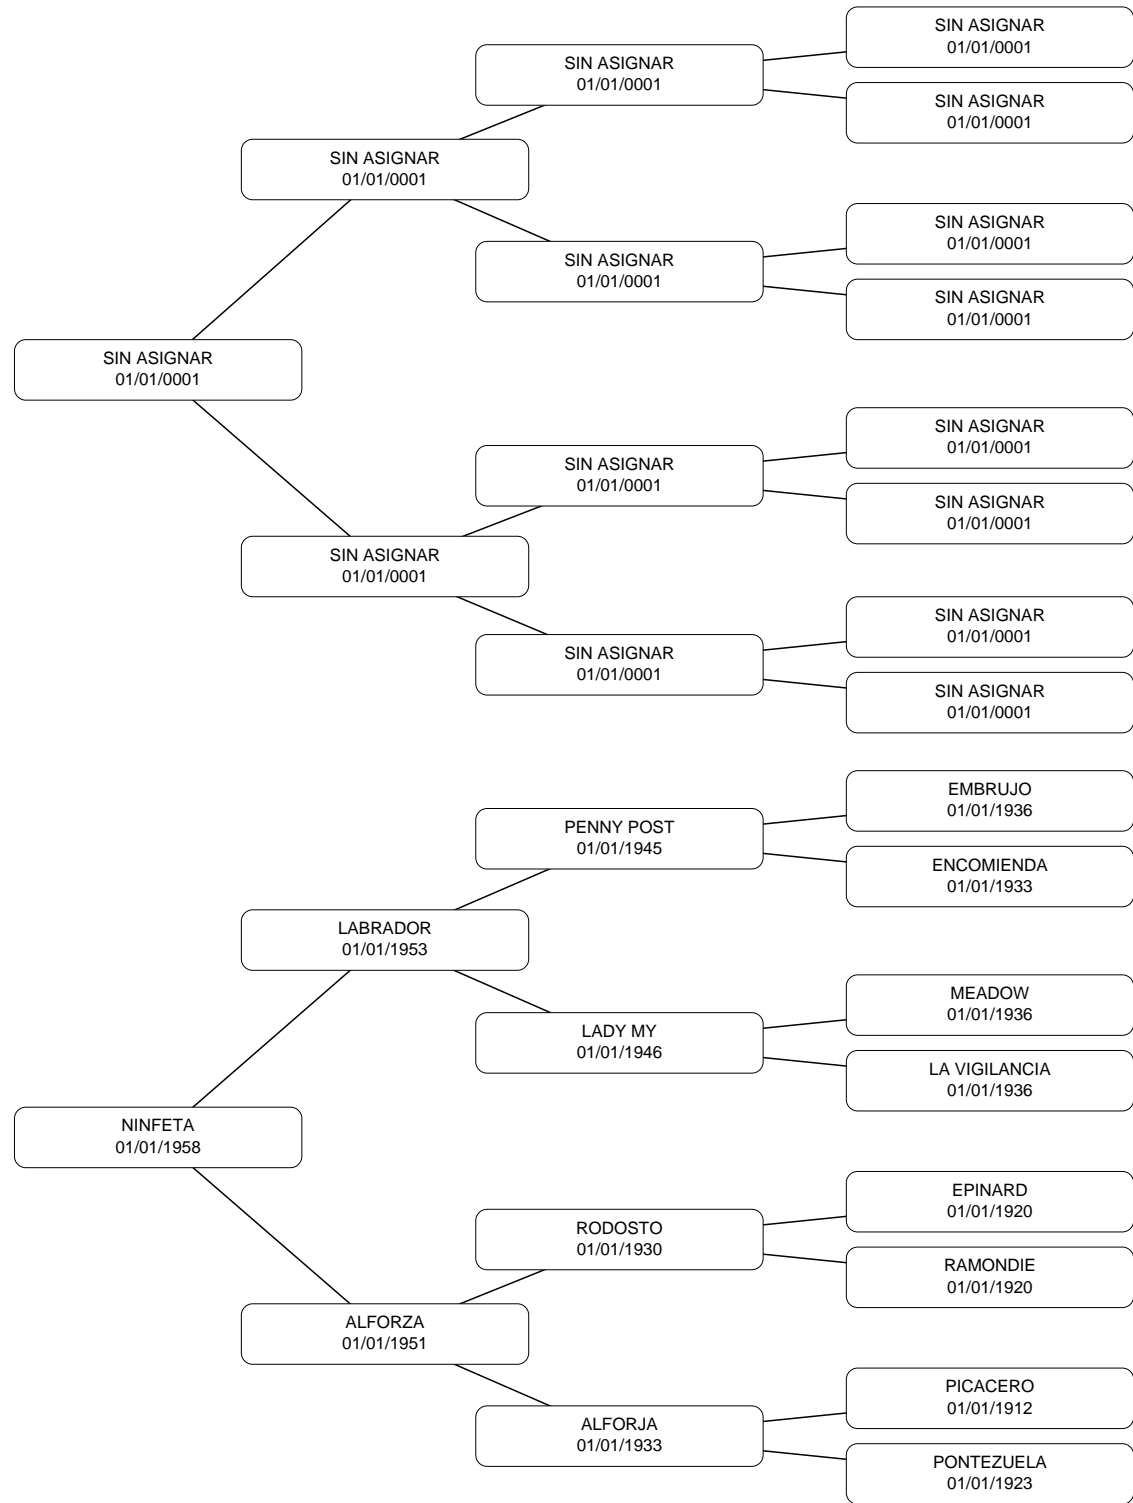 SIN ASIGNAR
01/01/0001
SIN ASIGNAR
01/01/0001
SIN ASIGNAR
01/01/0001
SIN ASIGNAR
01/01/0001
SIN ASIGNAR
01/01/0001
SIN ASIGNAR
01/01/0001
SIN ASIGNAR
01/01/0001
SIN ASIGNAR
01/01/0001
SIN ASIGNAR
01/01/0001
SIN ASIGNAR
01/01/0001
SIN ASIGNAR
01/01/0001
SIN ASIGNAR
01/01/0001
SIN ASIGNAR
01/01/0001
SIN ASIGNAR
01/01/0001
SIN ASIGNAR
01/01/0001
EMBRUJO
01/01/1936
PENNY POST
01/01/1945
ENCOMIENDA
01/01/1933
LABRADOR
01/01/1953
MEADOW
01/01/1936
LADY MY
01/01/1946
LA VIGILANCIA
01/01/1936
NINFETA
01/01/1958
EPINARD
01/01/1920
RODOSTO
01/01/1930
RAMONDIE
01/01/1920
ALFORZA
01/01/1951
PICACERO
01/01/1912
ALFORJA
01/01/1933
PONTEZUELA
01/01/1923